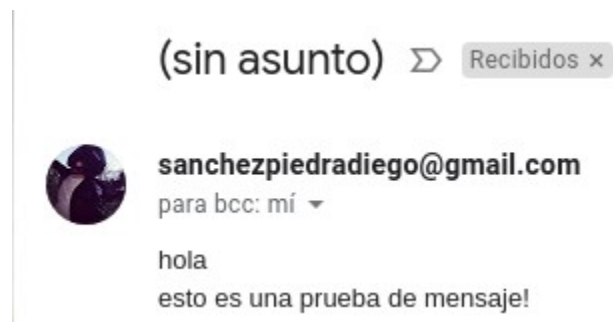 (sin asunto) Recibidos ×
sanchezpiedradiego@gmail.com
para bcc: mí
hola
esto es una prueba de mensaje!